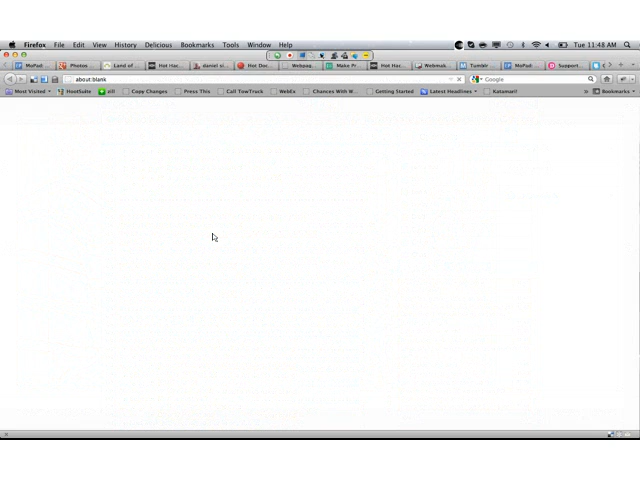 Firefox File Edit View History Delicious Bookmarks Tools Window Help Tue 11:48 AM
MoPad Photos ... Land of ... Hot Hac... daniel si... Hot Doc... Webpag... Make Pr... Hot Hac... Webmak... Tumblr ... MoPad: Support...
about:blank Google
Most Visited HootSuite Copy Changes Press This Call TowTruck WebEx Chances With W... Getting Started Latest Headlines Katamari! Bookmarks